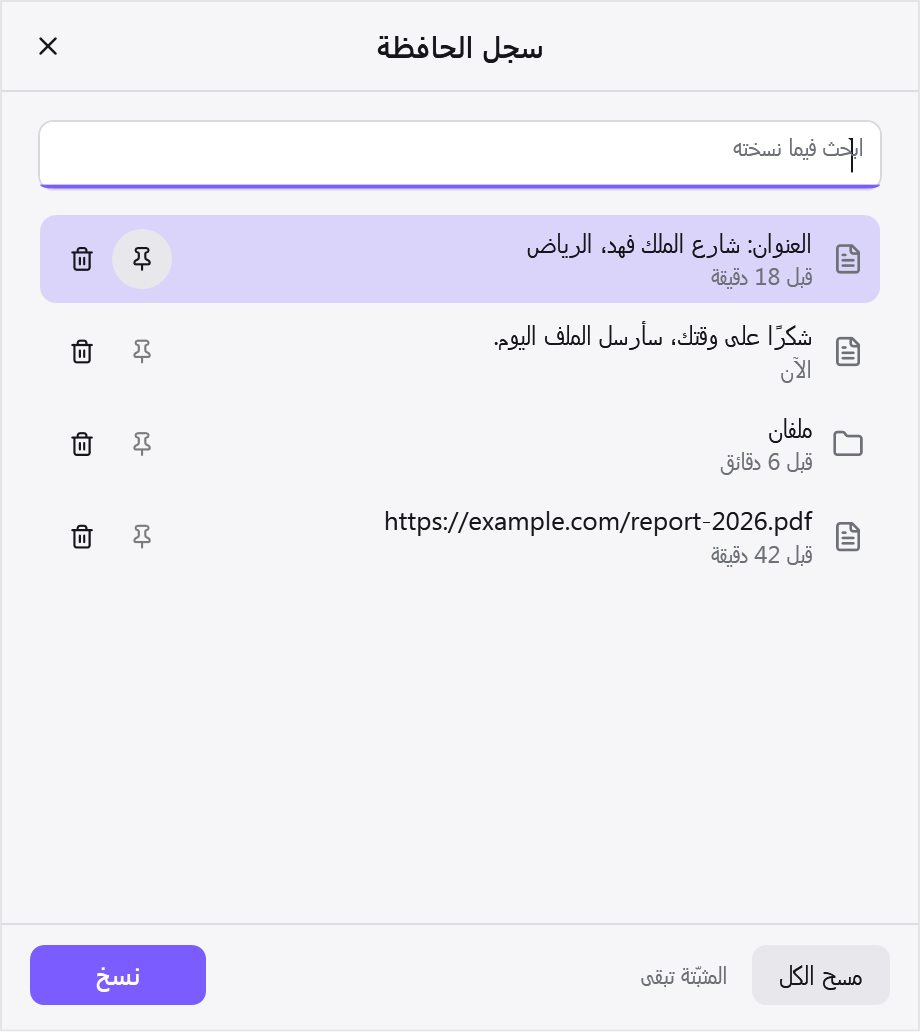 سجل الحافظة
ابحث فيما نسخته
العنوان: شارع الملك فهد، الرياض
قبل 18 دقيقة
شكرًا على وقتك، سأرسل الملف اليوم.
الآن
ملفان
قبل 6 دقائق
https://example.com/report-2026.pdf
قبل 42 دقيقة
مسح الكل
المثبّتة تبقى
نسخ